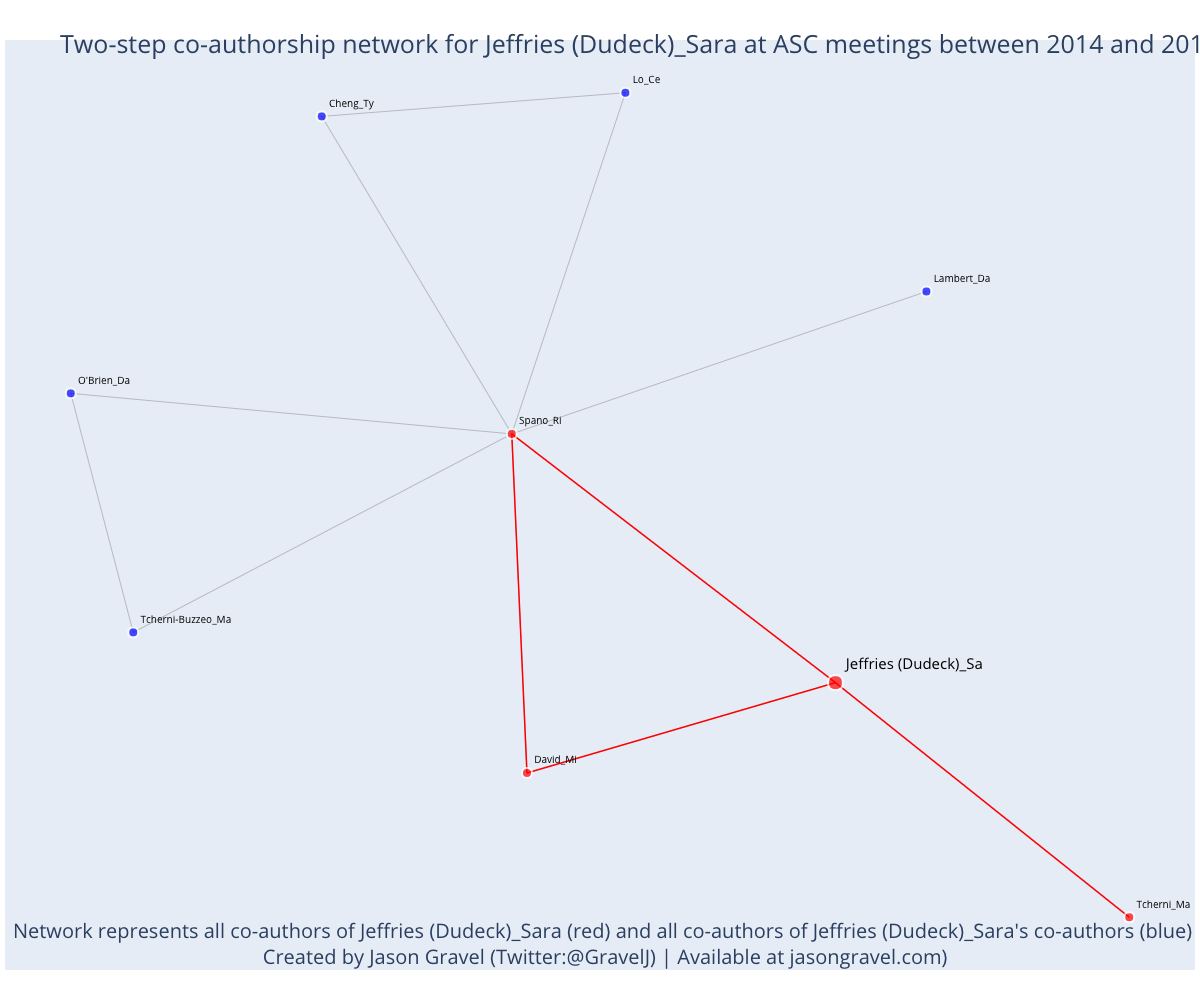 Two-step co-authorship network for Jeffries (Dudeck)_Sara at ASC meetings between 2014 and 201
Lo_Ce
Cheng_Ty
Lambert_Da
O'Brien_Da
Spano_Ri
Tcherni-Buzzeo_Ma
Jeffries (Dudeck)_Sa
David_Mi
Tcherni_Ma
Network represents all co-authors of Jeffries (Dudeck)_Sara (red) and all co-authors of Jeffries (Dudeck)_Sara's co-authors (blue)
Created by Jason Gravel (Twitter:@GravelJ) | Available at jasongravel.com)